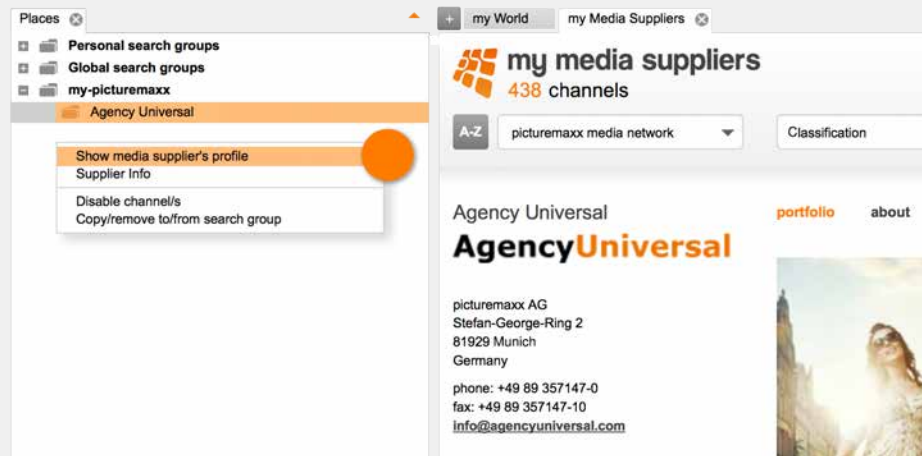 Places
Personal search groups
Global search groups
my-picturemaxx
Agency Universal
Show media supplier's profile
Supplier Info
Disable channel/s
Copy/remove to/from search group
my World
my Media Suppliers
my media suppliers
438 channels
A-Z
picturemaxx media network
Classification
Agency Universal
portfolio about
AgencyUniversal
picturemaxx AG
Stefan-George-Ring 2
81929 Munich
Germany
phone: +49 89 357147-0
fax: +49 89 357147-10
info@agencyuniversal.com